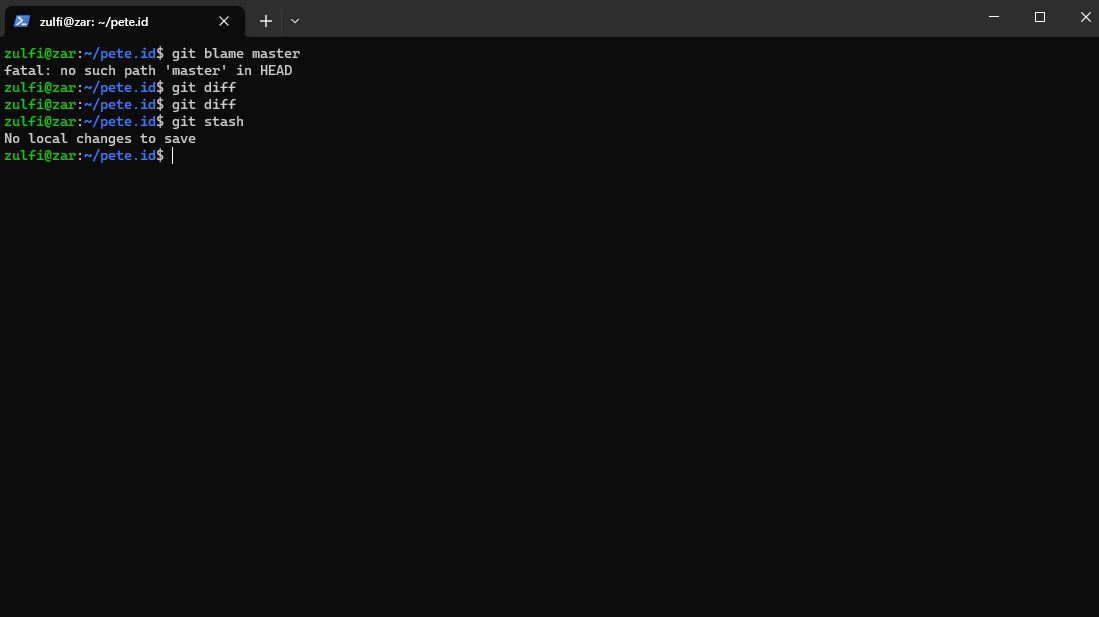 zulfi@zar: ~/pete.id
zulfi@zar:~/pete.id$ git blame master
fatal: no such path 'master' in HEAD
zulfi@zar:~/pete.id$ git diff
zulfi@zar:~/pete.id$ git diff
zulfi@zar:~/pete.id$ git stash
No local changes to save
zulfi@zar:~/pete.id$